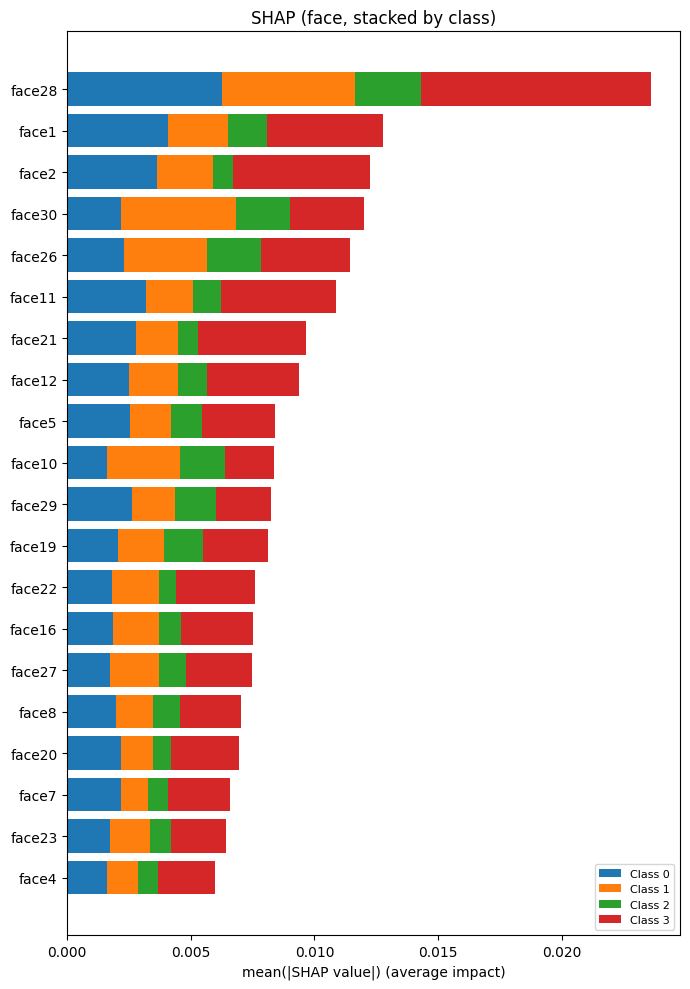 SHAP (face, stacked by class)
face28
face1
face2
face30
face26
face11
face21
face12
face5
face10
face29
face19
face22
face16
face27
face8
face20
face7
face23
face4
Class 0
Class 1
Class 2
Class 3
0.000 0.005 0.010 0.015 0.020
mean(|SHAP value|) (average impact)